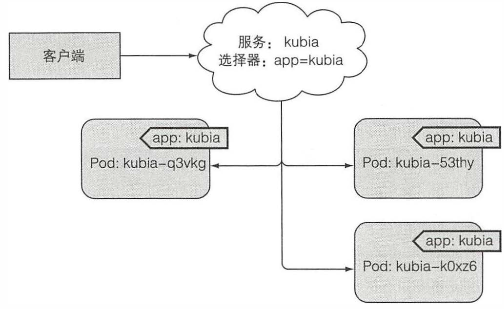 客户端
服务: kubia
选择器: app=kubia
app: kubia
Pod: kubia-q3vkg
app: kubia
Pod: kubia-53thy
app: kubia
Pod: kubia-k0xz6